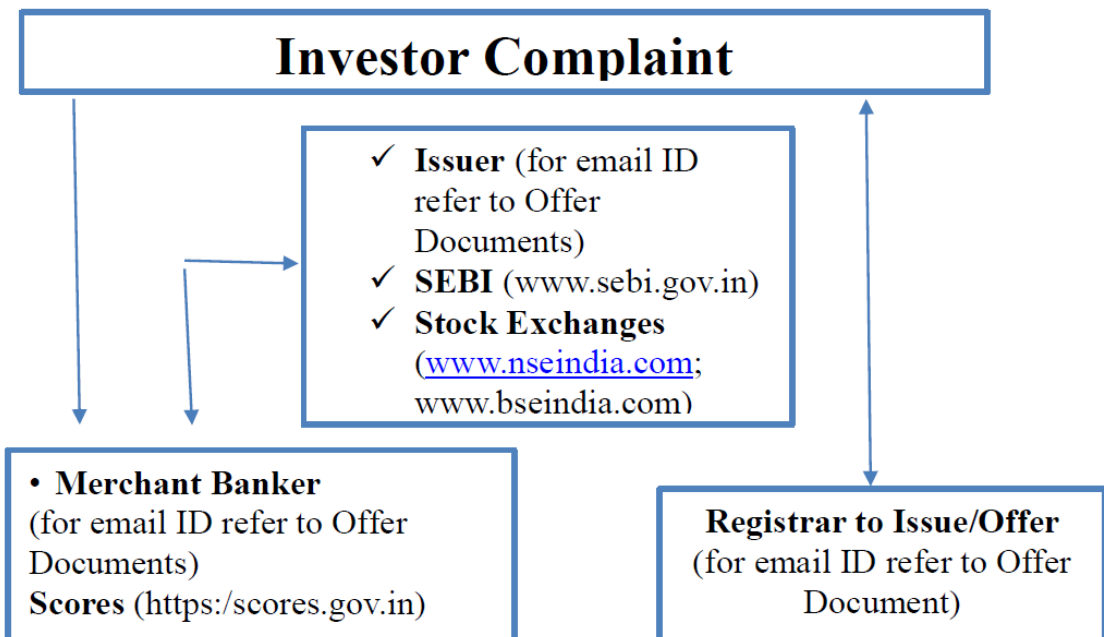 Investor Complaint
✓ Issuer (for email ID
refer to Offer
Documents)
✓ SEBI (www.sebi.gov.in)
✓ Stock Exchanges
(www.nseindia.com;
www.bseindia.com)
• Merchant Banker
(for email ID refer to Offer
Documents)
Scores (https:/scores.gov.in)
Registrar to Issue/Offer
(for email ID refer to Offer
Document)